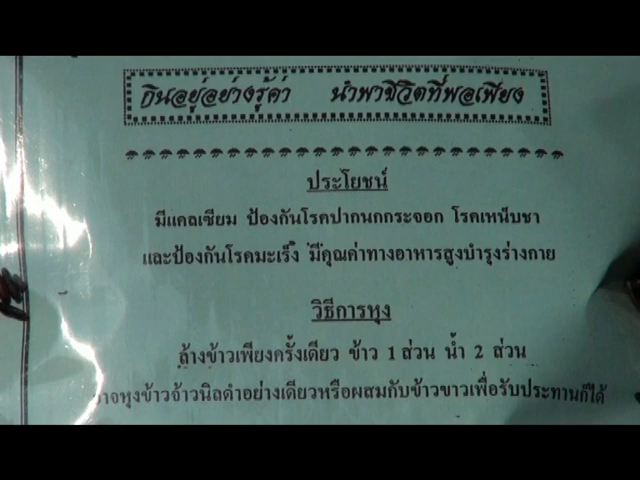 กินอยู่อย่างรู้ค่า นำพาชีวิตที่พอเพียง
ประโยชน์
มีแคลเซียม ป้องกันโรคปากนกกระจอก โรคเหน็บชา
และป้องกันโรคมะเร็ง มีคุณค่าทางอาหารสูงบำรุงร่างกาย
วิธีการหุง
ล้างข้าวเพียงครั้งเดียว ข้าว 1 ส่วน น้ำ 2 ส่วน
อาจหุงข้าวจ้าวนิลดำอย่างเดียวหรือผสมกับข้าวขาวเพื่อรับประทานก็ได้